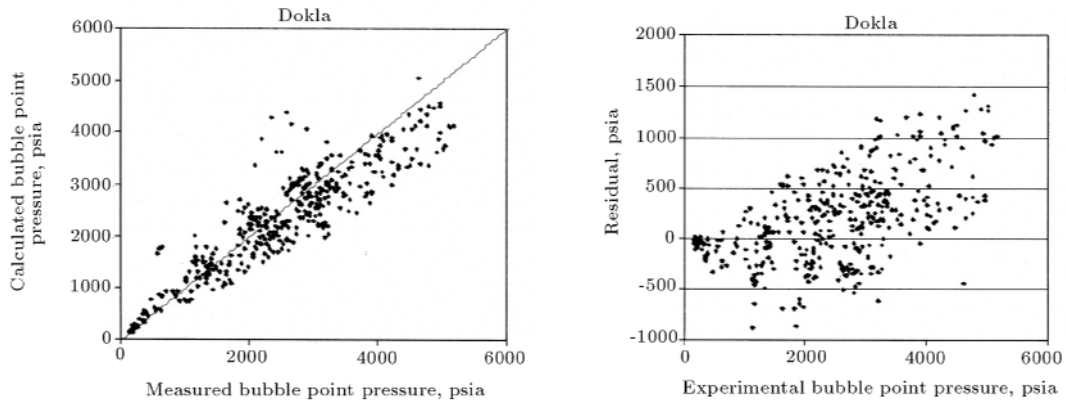 Dokla
6000
5000
4000
3000
2000
1000
0
0 2000 4000 6000
Calculated bubble point
pressure, psia
Measured bubble point pressure, psia
Dokla
2000
1500
1000
500
0
-500
-1000
0 2000 4000 6000
Residual, psia
Experimental bubble point pressure, psia